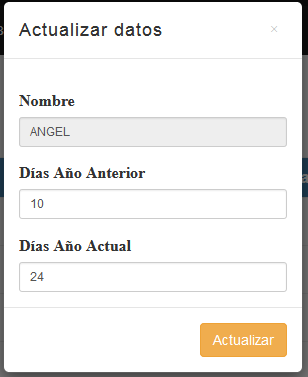 Actualizar datos ×
Nombre
ANGEL
Días Año Anterior
10
Días Año Actual
24
Actualizar